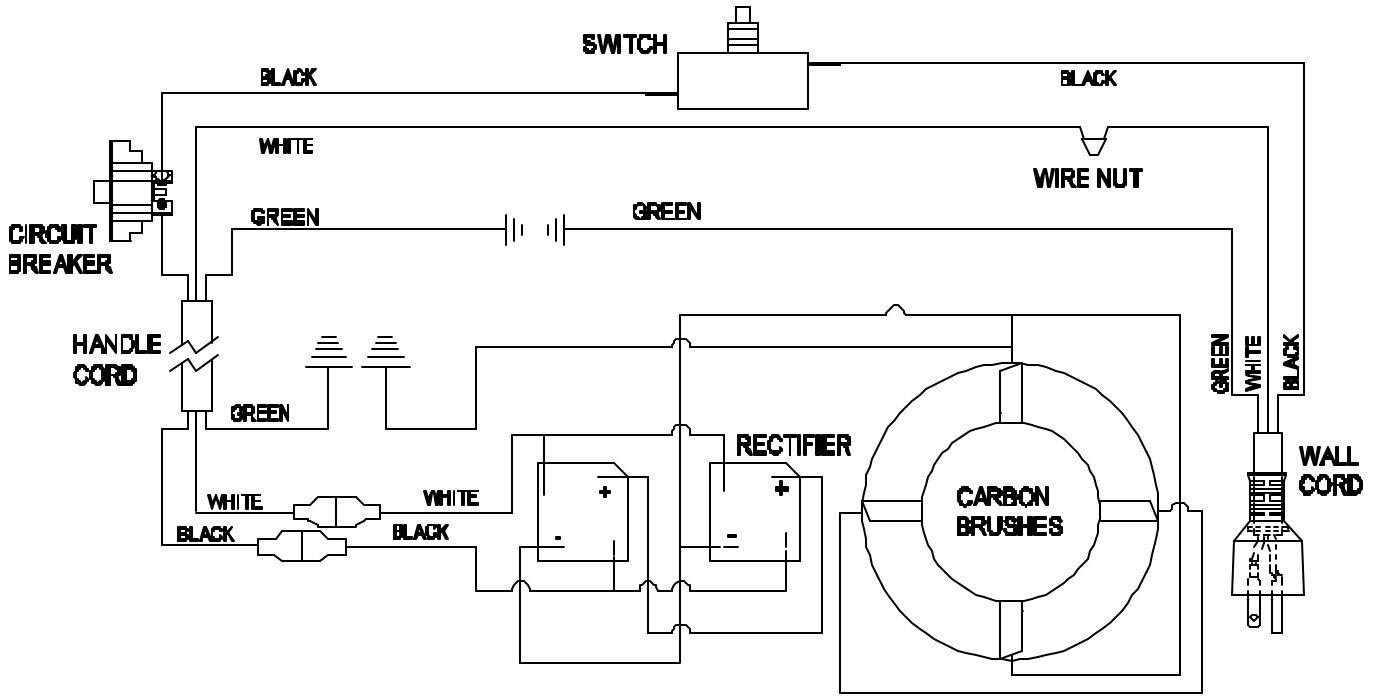 SWITCH
BLACK
BLACK
WHITE
WIRE NUT
GREEN
GREEN
CIRCUIT
BREAKER
HANDLE
CORD
GREEN
WHITE
BLACK
GREEN
RECTIFIER
WALL
CORD
WHITE
WHITE
+
+
CARBON
BRUSHES
BLACK
BLACK
-
-